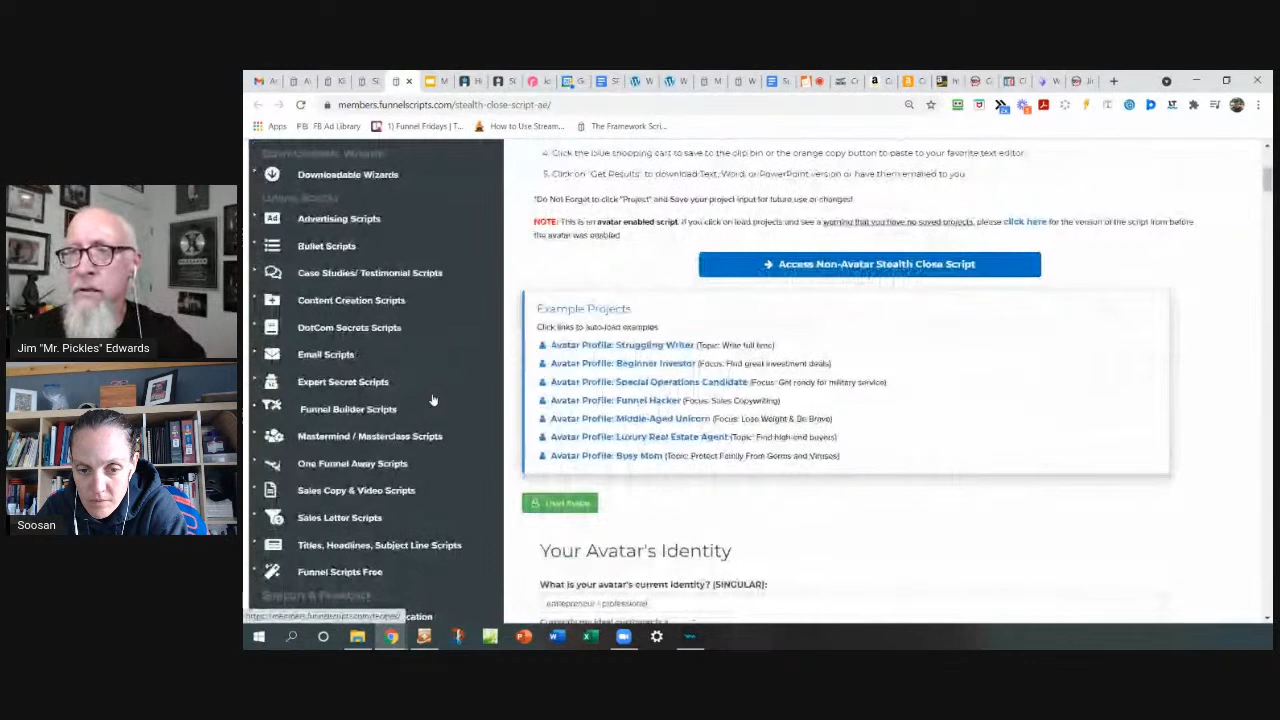 members.funnelscripts.com/stealth-close-script-ae/
Apps
FB Ad Library
1) Funnel Fridays | T...
How to Use Stream...
The Framework Scri...
Downloadable Wizards
Downloadable Wizards
Advertising Scripts
Bullet Scripts
Case Studies/ Testimonial Scripts
Content Creation Scripts
DotCom Secrets Scripts
Email Scripts
Expert Secret Scripts
Funnel Builder Scripts
Mastermind / Masterclass Scripts
One Funnel Away Scripts
Sales Copy & Video Scripts
Sales Letter Scripts
Titles, Headlines, Subject Line Scripts
Funnel Scripts Free
Support & Feedback
4. Click the blue shopping cart to save to the clip bin or the orange copy button to paste to your favorite text editor.
5. Click on "Get Results" to download Text, Word, or PowerPoint version or have them emailed to you
*Do Not Forget to click "Project" and Save your project input for future use or changes!
NOTE: This is an avatar enabled script. If you click on load projects and see a warning that you have no saved projects, please click here for the version of the script from before
the avatar was enabled
Access Non-Avatar Stealth Close Script
Example Projects
Click links to auto-load examples
Avatar Profile: Struggling Writer (Topic: Write full time)
Avatar Profile: Beginner Investor (Focus: Find great investment deals)
Avatar Profile: Special Operations Candidate (Focus: Get ready for military service)
Avatar Profile: Funnel Hacker (Focus: Sales Copywriting)
Avatar Profile: Middle-Aged Unicorn (Focus: Lose Weight & Be Brave)
Avatar Profile: Luxury Real Estate Agent (Topic: Find high-end buyers)
Avatar Profile: Busy Mom (Topic: Protect Family From Germs and Viruses)
Your Avatar's Identity
What is your avatar's current identity? [SINGULAR]:
entrepreneur / professional
Jim "Mr. Pickles" Edwards
Soosan